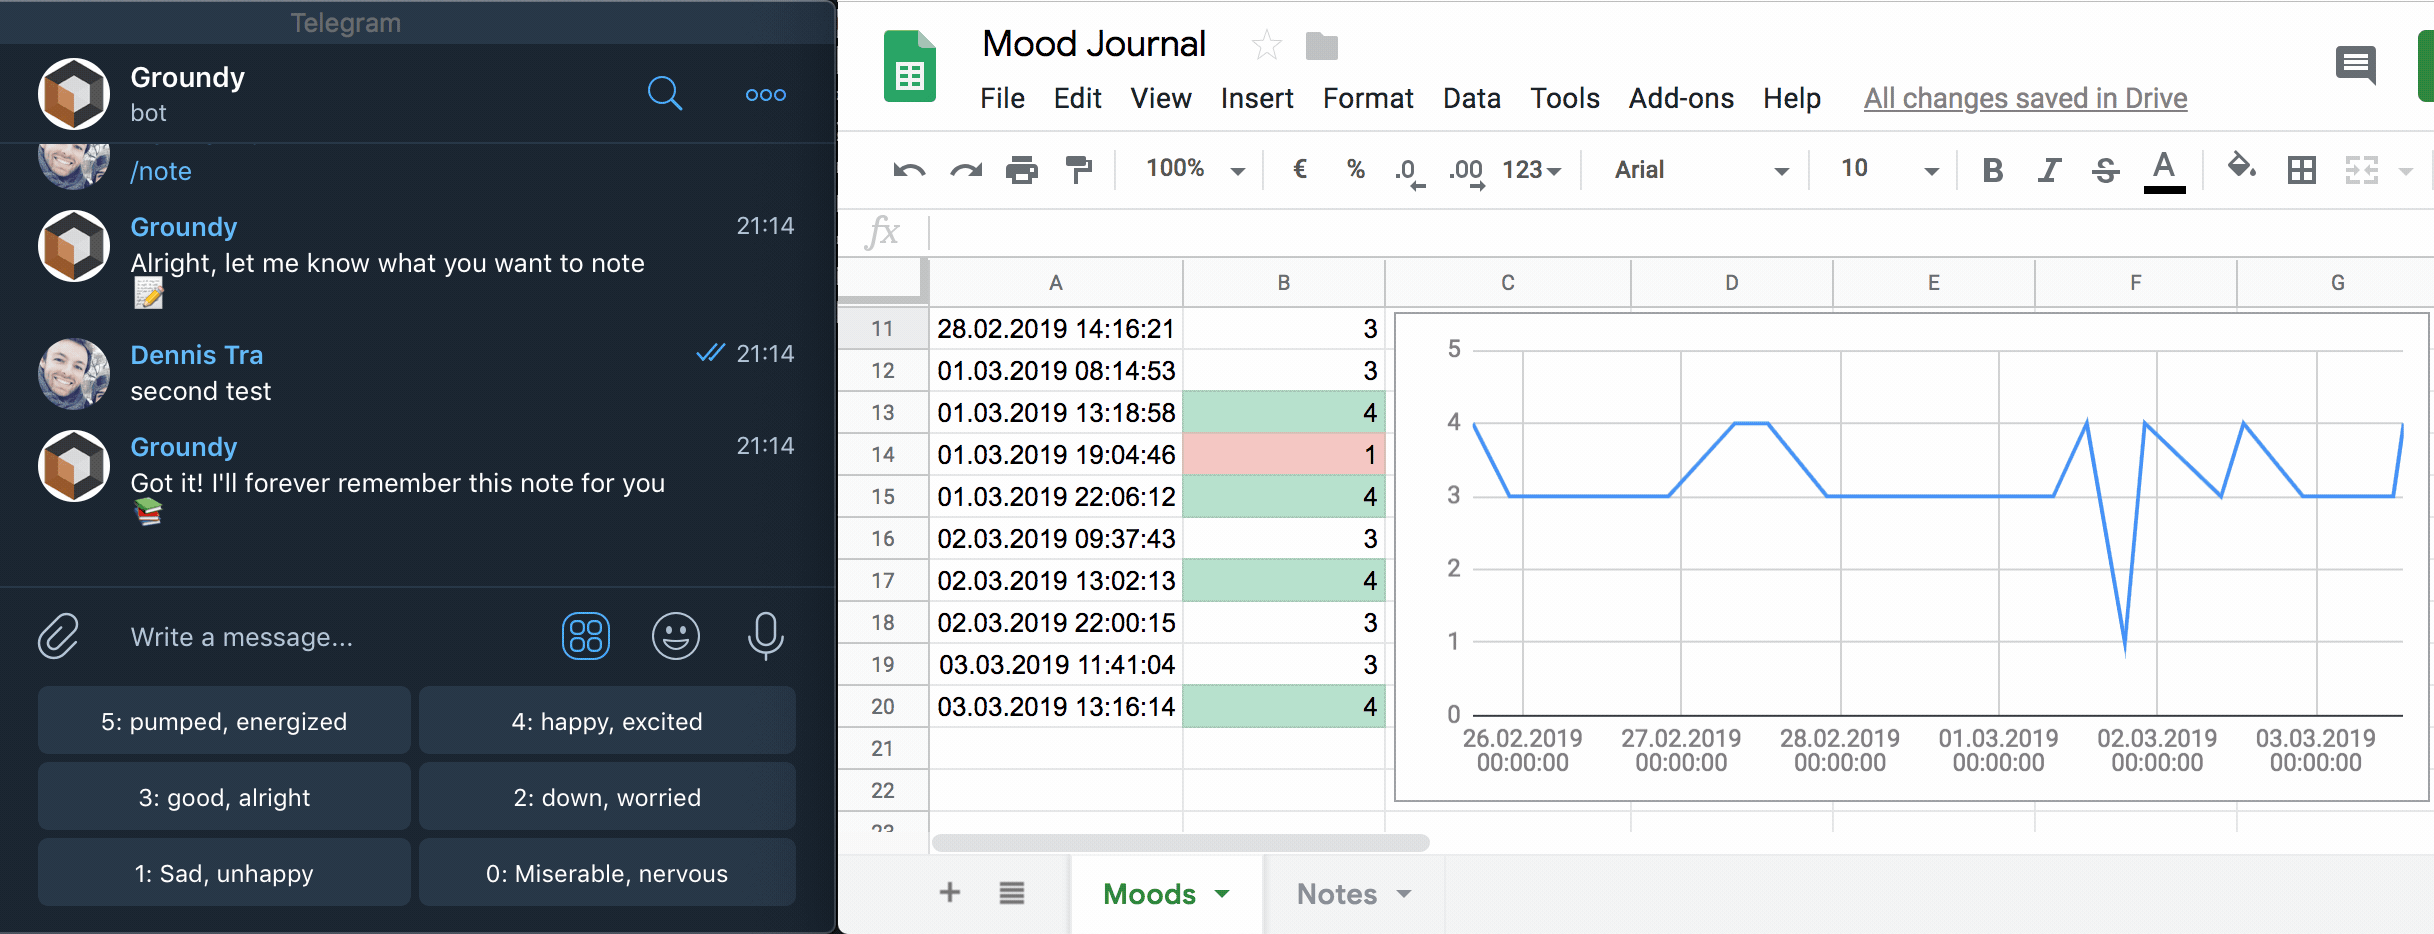 Telegram
Groundy
bot
/note
Groundy 21:14
Alright, let me know what you want to note
Dennis Tra 21:14
second test
Groundy 21:14
Got it! I'll forever remember this note for you
Write a message...
5: pumped, energized
4: happy, excited
3: good, alright
2: down, worried
1: Sad, unhappy
0: Miserable, nervous
Mood Journal
File Edit View Insert Format Data Tools Add-ons Help All changes saved in Drive
100% € % .0 .00 123 Arial 10 B I S A
fx
A B C D E F G
11 28.02.2019 14:16:21 3
12 01.03.2019 08:14:53 3
13 01.03.2019 13:18:58 4
14 01.03.2019 19:04:46 1
15 01.03.2019 22:06:12 4
16 02.03.2019 09:37:43 3
17 02.03.2019 13:02:13 4
18 02.03.2019 22:00:15 3
19 03.03.2019 11:41:04 3
20 03.03.2019 13:16:14 4
21
22
23
5
4
3
2
1
0
26.02.2019 27.02.2019 28.02.2019 01.03.2019 02.03.2019 03.03.2019
00:00:00 00:00:00 00:00:00 00:00:00 00:00:00 00:00:00
Moods Notes